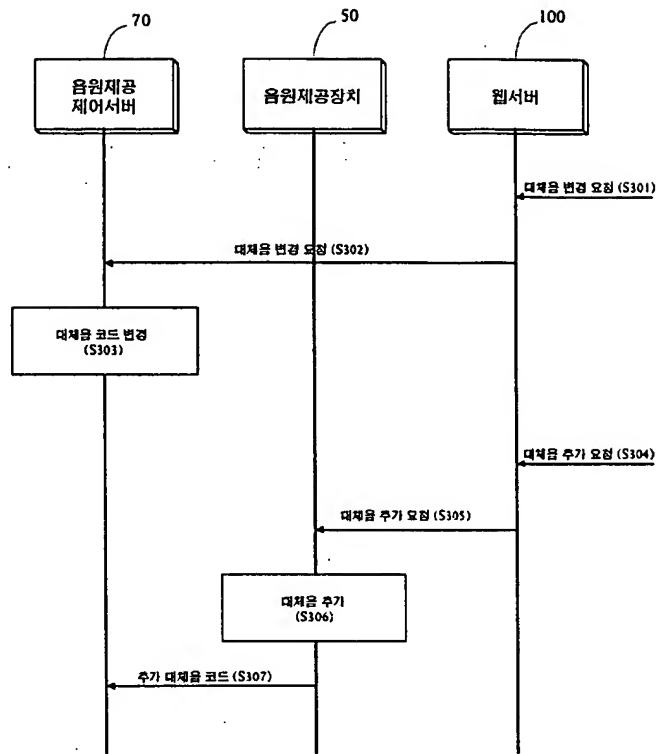 70
50
100
음원제공
제어서버
음원제공장치
웹서버
대체음 변경 요청 (S301)
대체음 변경 요청 (S302)
대체음 코드 변경
(S303)
대체음 추가 요청 (S304)
대체음 추가 요청 (S305)
대체음 추가
(S306)
추가 대체음 코드 (S307)